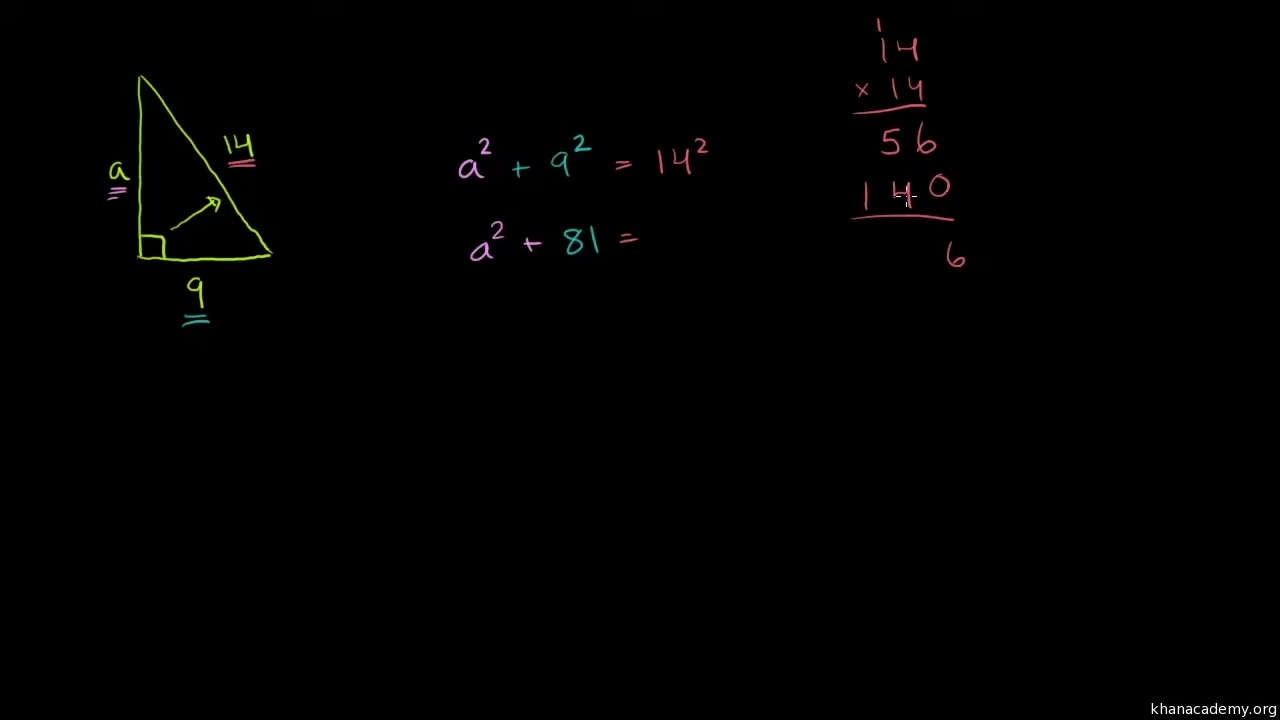 a
14
9
a² + 9² = 14²
a² + 81 =
1
14
× 14
56
140
6
khanacademy.org